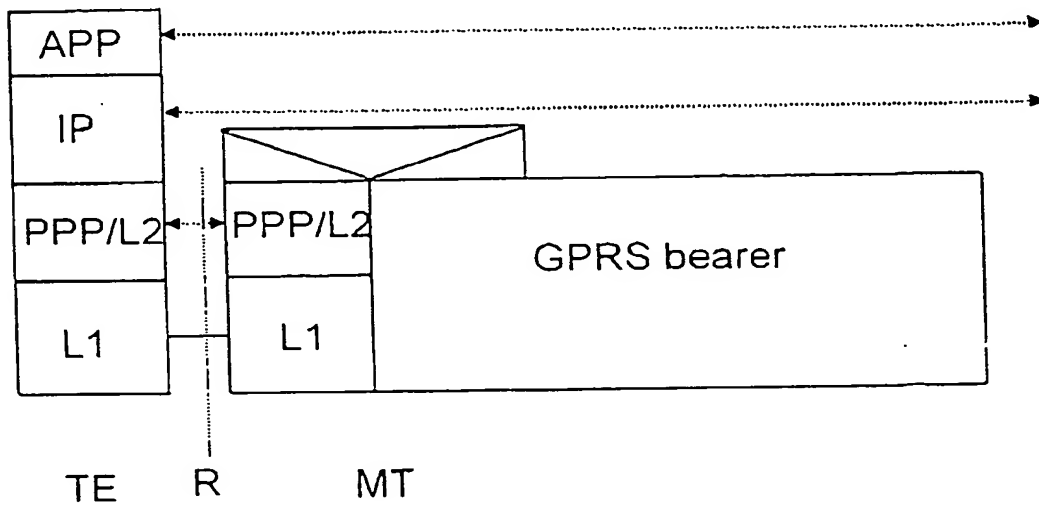 APP
IP
PPP/L2 PPP/L2
GPRS bearer
L1 L1
TE R MT